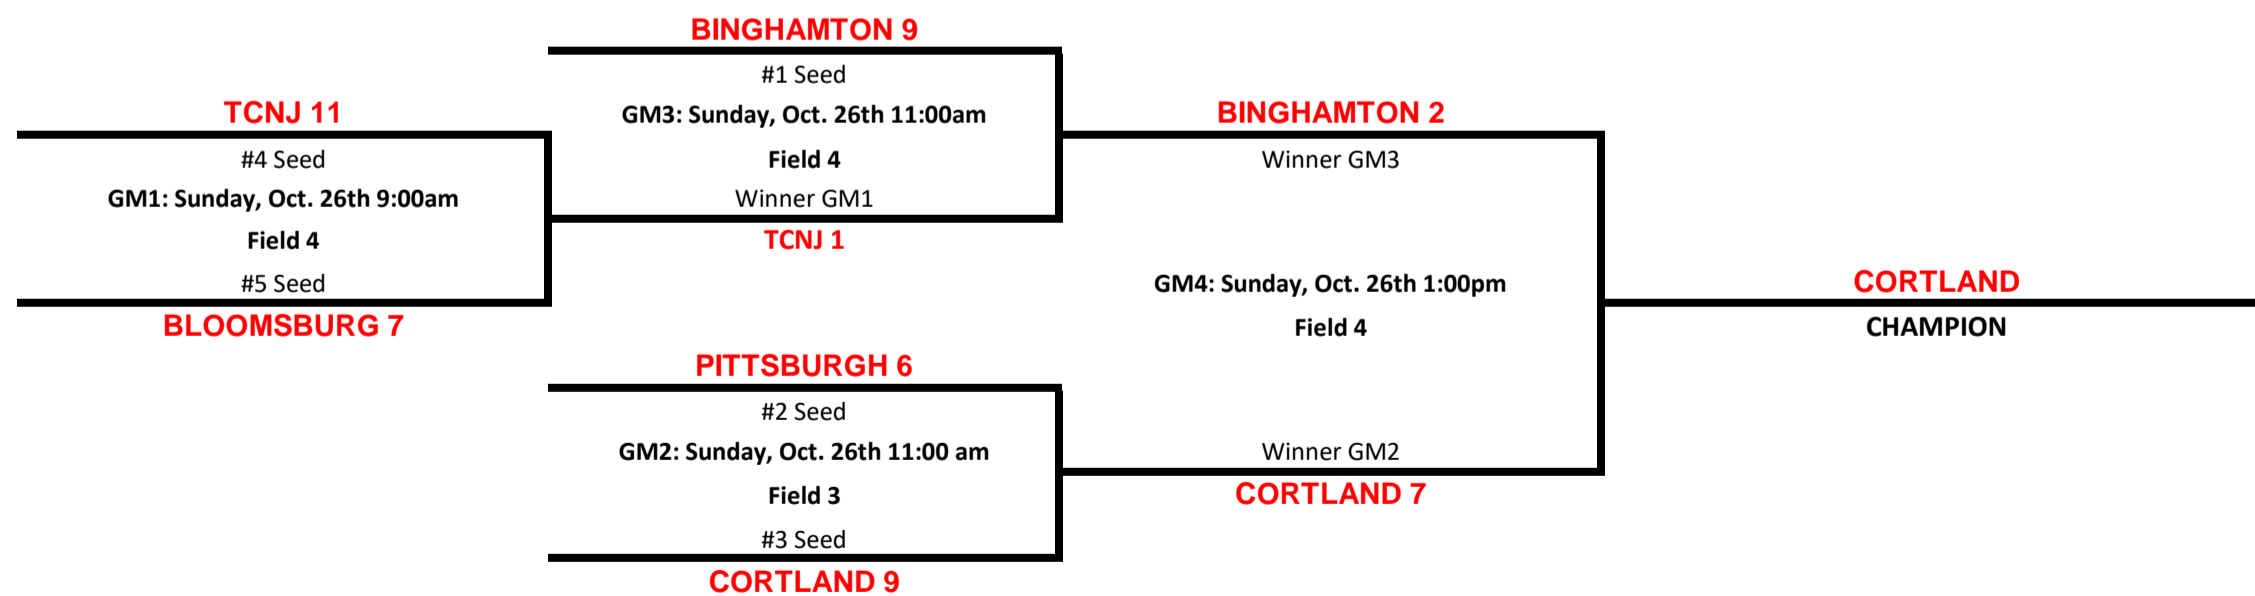 BINGHAMTON 9
#1 Seed
GM3: Sunday, Oct. 26th 11:00am
Field 4
Winner GM1
TCNJ 1
TCNJ 11
#4 Seed
GM1: Sunday, Oct. 26th 9:00am
Field 4
#5 Seed
BLOOMSBURG 7
PITTSBURGH 6
#2 Seed
GM2: Sunday, Oct. 26th 11:00 am
Field 3
#3 Seed
CORTLAND 9
BINGHAMTON 2
Winner GM3
GM4: Sunday, Oct. 26th 1:00pm
Field 4
Winner GM2
CORTLAND 7
CORTLAND
CHAMPION